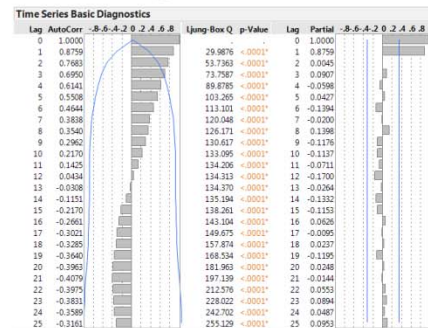 Time Series Basic Diagnostics
Lag AutoCorr -.8-.6-.4-.2 0 .2 .4 .6 .8 Ljung-Box Q p-Value Lag Partial -.8-.6-.4-.2 0 .2 .4 .6 .8
0 1.0000 . . 0 1.0000
1 0.8759 29.9876 <.0001* 1 0.8759
2 0.7683 53.7363 <.0001* 2 0.0045
3 0.6950 73.7587 <.0001* 3 0.0907
4 0.6141 89.8785 <.0001* 4 -0.0598
5 0.5508 103.265 <.0001* 5 0.0427
6 0.4644 113.101 <.0001* 6 -0.1394
7 0.3838 120.048 <.0001* 7 -0.0200
8 0.3540 126.171 <.0001* 8 0.1398
9 0.2962 130.617 <.0001* 9 -0.1176
10 0.2170 133.095 <.0001* 10 -0.1137
11 0.1425 134.206 <.0001* 11 -0.0711
12 0.0434 134.313 <.0001* 12 -0.1700
13 -0.0308 134.370 <.0001* 13 -0.0264
14 -0.1151 135.194 <.0001* 14 -0.1332
15 -0.2170 138.261 <.0001* 15 -0.1153
16 -0.2661 143.104 <.0001* 16 0.0626
17 -0.3021 149.675 <.0001* 17 -0.0095
18 -0.3285 157.874 <.0001* 18 0.0237
19 -0.3640 168.534 <.0001* 19 -0.1195
20 -0.3963 181.963 <.0001* 20 0.0248
21 -0.4079 197.139 <.0001* 21 -0.0144
22 -0.3975 212.576 <.0001* 22 0.0553
23 -0.3831 228.022 <.0001* 23 0.0894
24 -0.3589 242.702 <.0001* 24 0.0487
25 -0.3161 255.129 <.0001* 25 0.0950